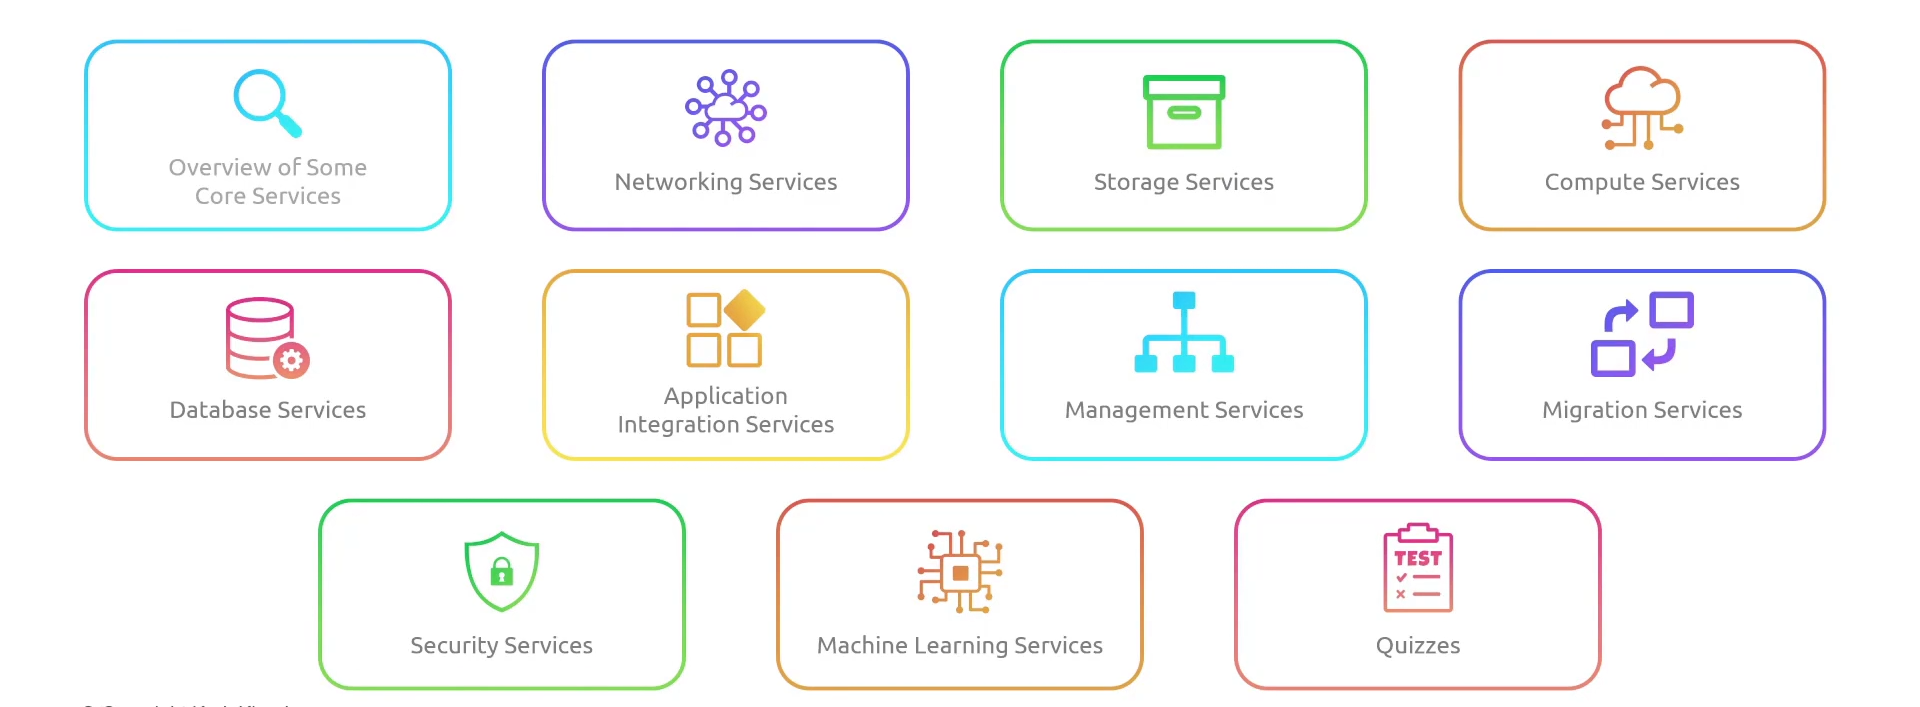 Overview of Some
Core Services
Networking Services
Storage Services
Compute Services
Database Services
Application
Integration Services
Management Services
Migration Services
Security Services
TEST
Machine Learning Services
Quizzes